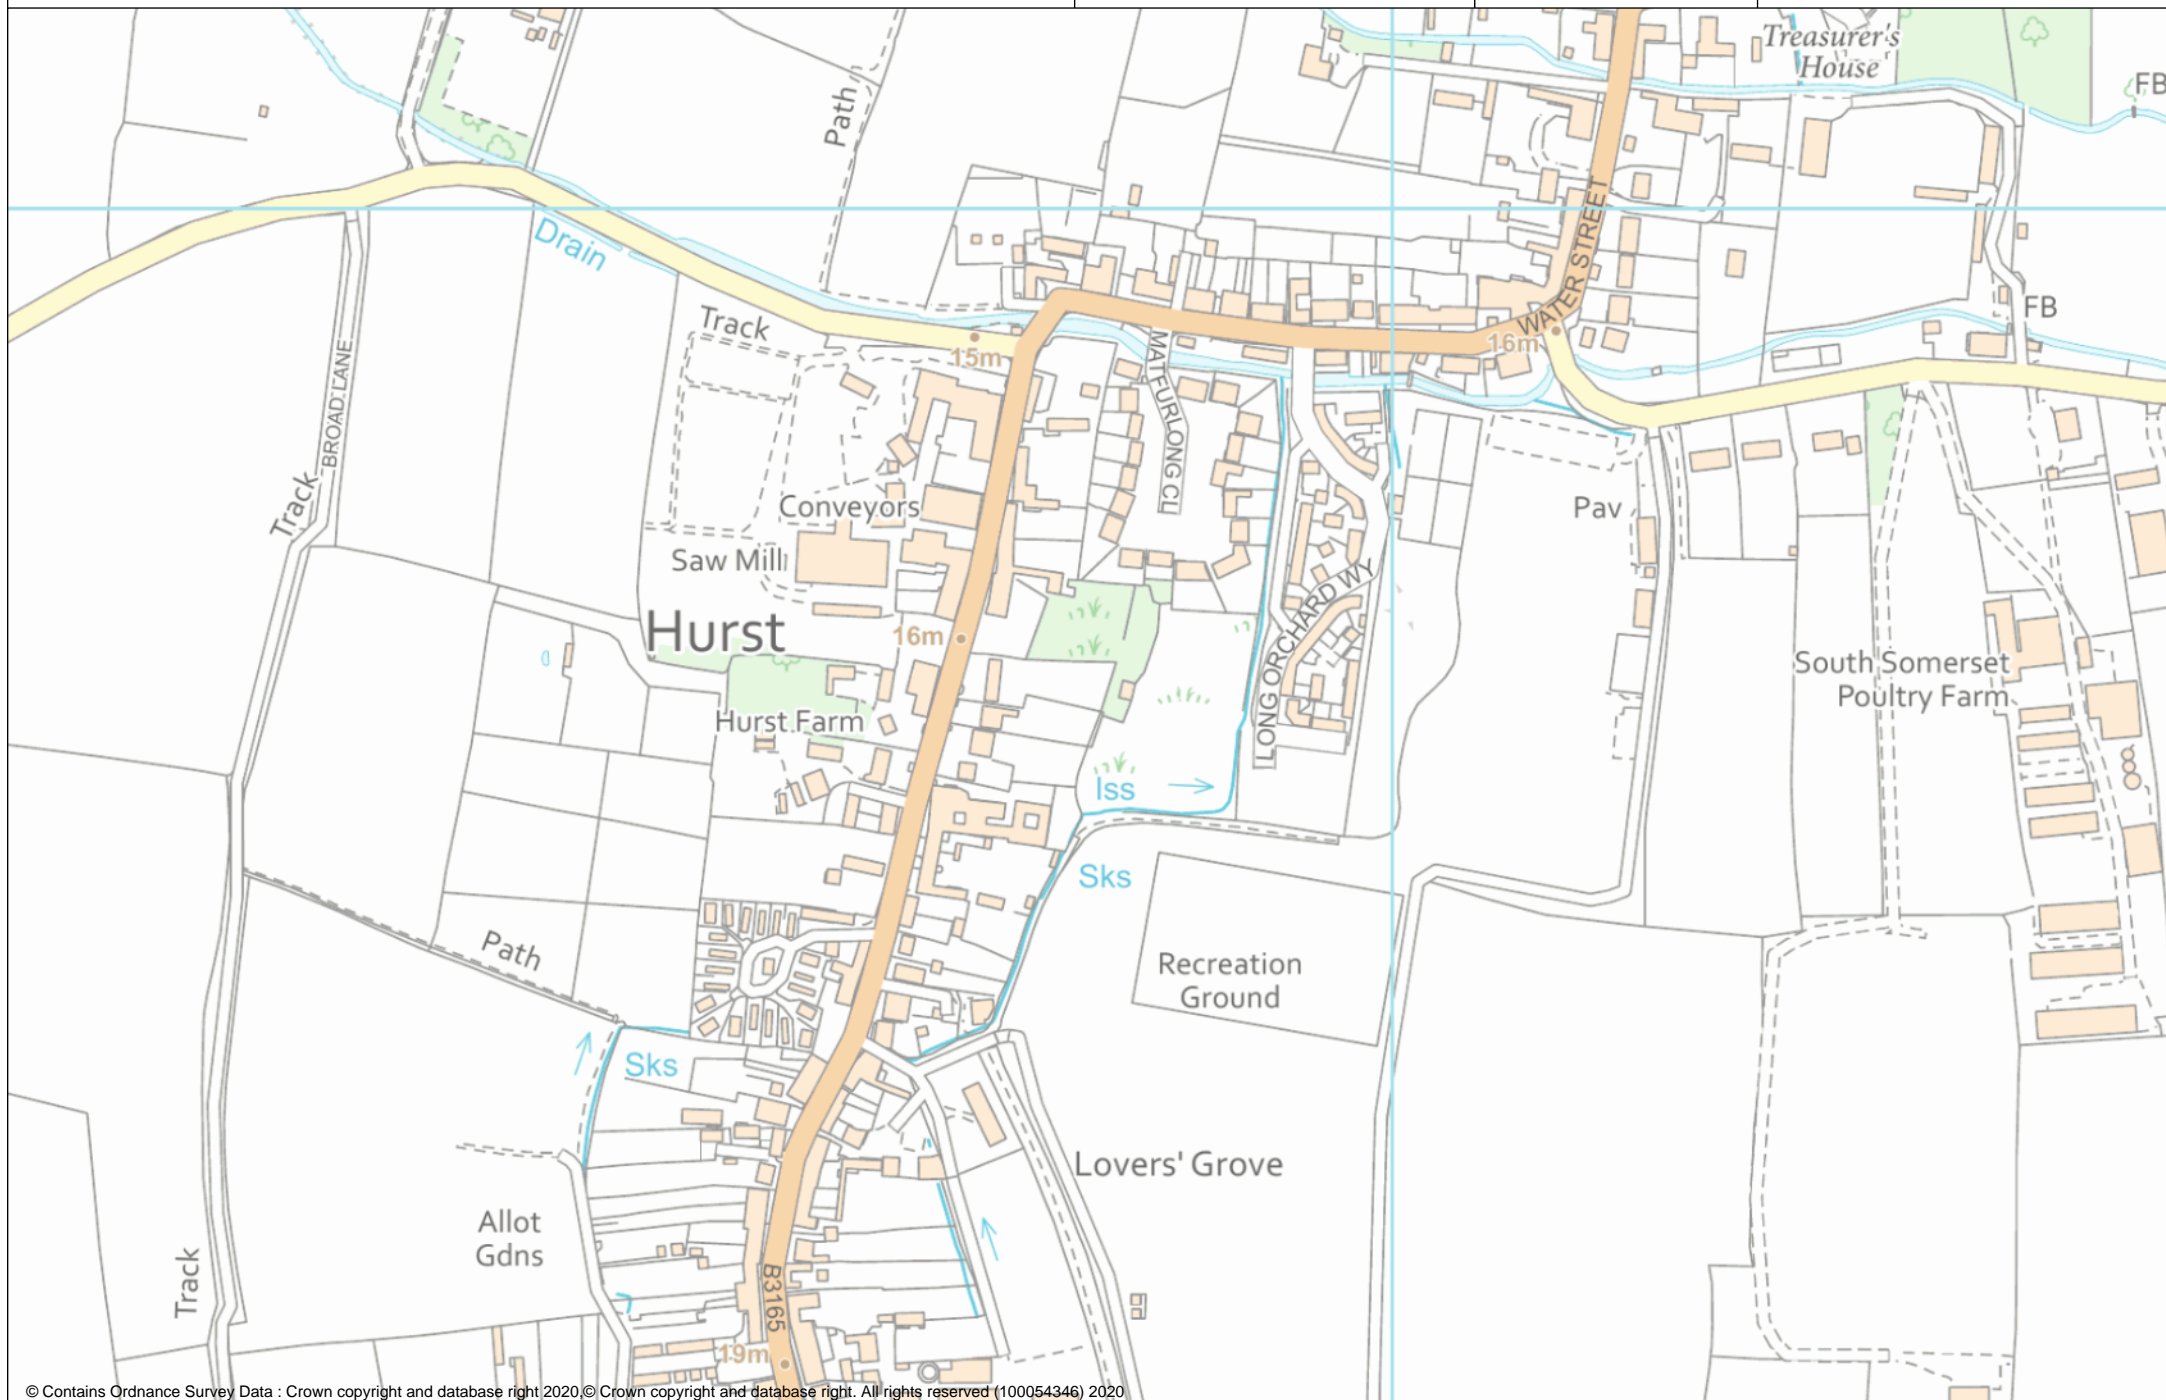 Treasurer's
House
FB
Path
WATER STREET
Drain
FB
Track
15m
16m
BROAD LANE
MATFURLONG CL
Track
Conveyors
Pav
Saw Mill
Hurst
16m
LONG ORCHARD WY
South Somerset
Poultry Farm
Hurst Farm
Iss
Sks
Path
Recreation
Ground
Sks
Lovers' Grove
Allot
Gdns
Track
B3165
19m
© Contains Ordnance Survey Data : Crown copyright and database right 2020,© Crown copyright and database right. All rights reserved (100054346) 2020